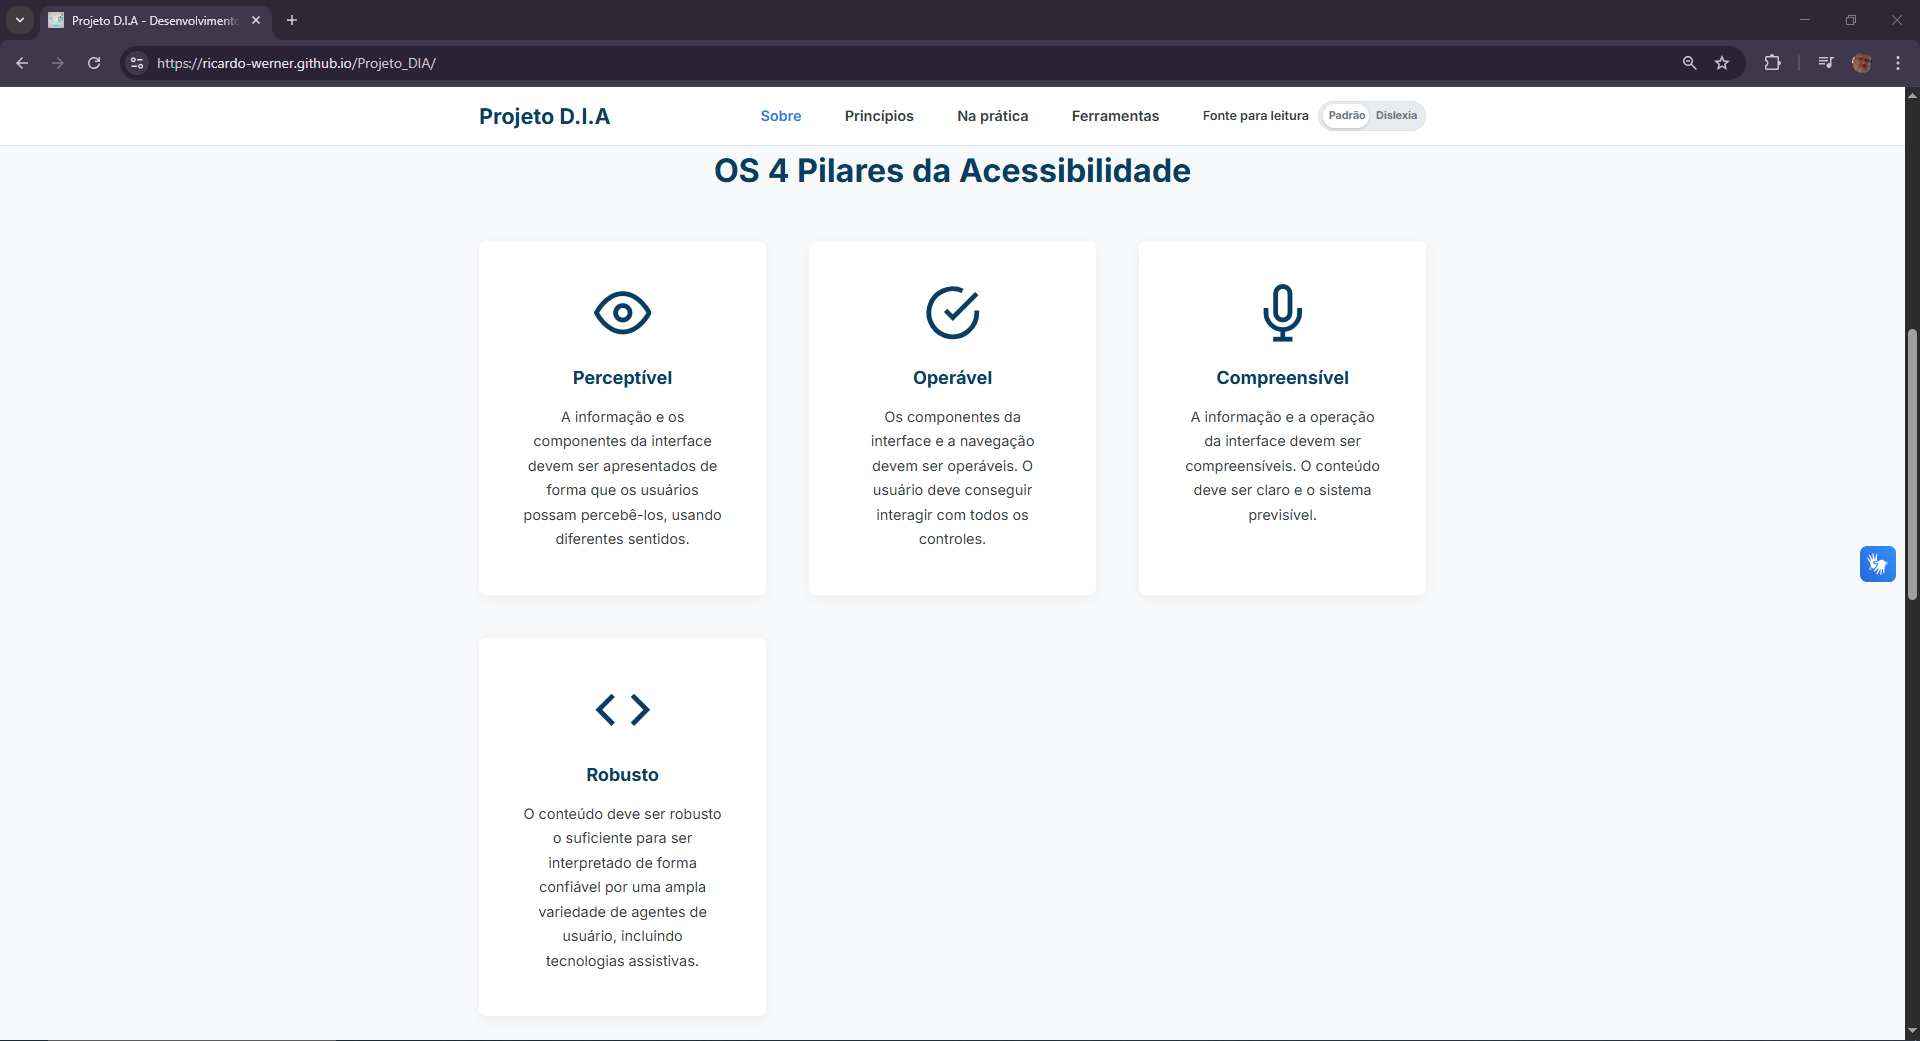 Projeto D.I.A - Desenvolvimento
https://ricardo-werner.github.io/Projeto_DIA/
Projeto D.I.A
Sobre
Princípios
Na prática
Ferramentas
Fonte para leitura
Padrão
Dislexia
OS 4 Pilares da Acessibilidade
Perceptível
A informação e os
componentes da interface
devem ser apresentados de
forma que os usuários
possam percebê-los, usando
diferentes sentidos.
Operável
Os componentes da
interface e a navegação
devem ser operáveis. O
usuário deve conseguir
interagir com todos os
controles.
Compreensível
A informação e a operação
da interface devem ser
compreensíveis. O conteúdo
deve ser claro e o sistema
previsível.
Robusto
O conteúdo deve ser robusto
o suficiente para ser
interpretado de forma
confiável por uma ampla
variedade de agentes de
usuário, incluindo
tecnologias assistivas.